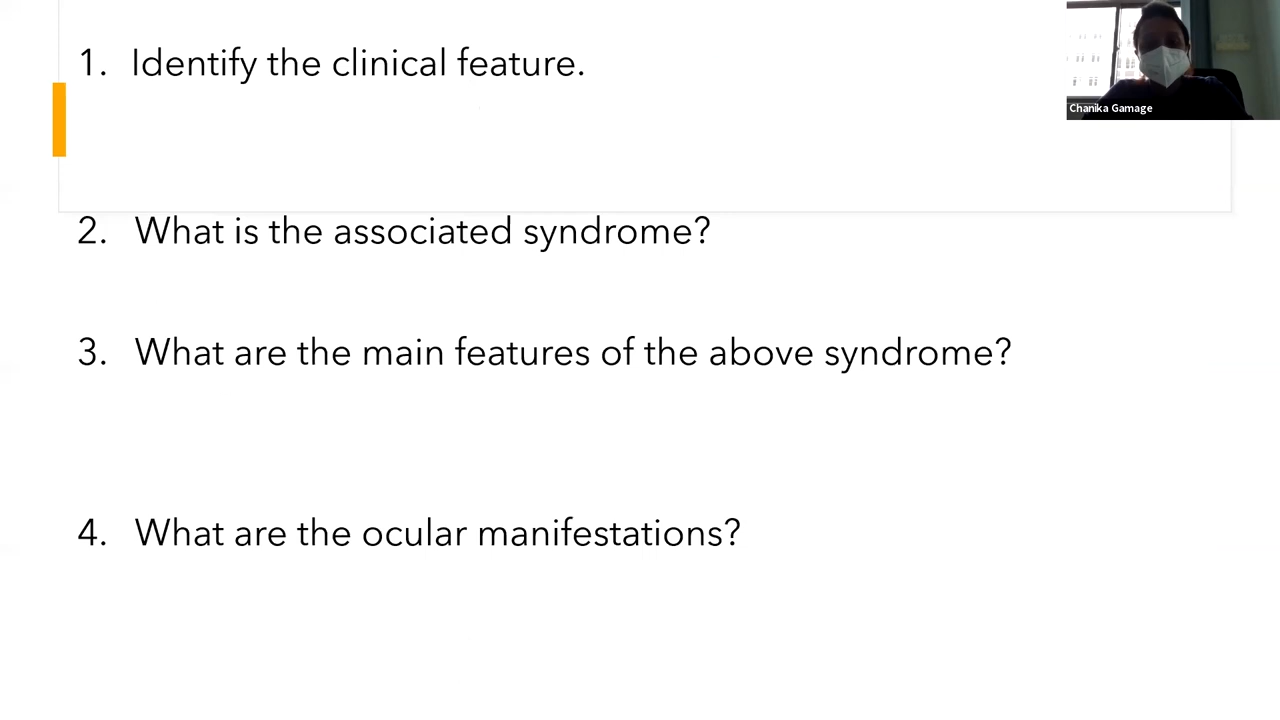 1. Identify the clinical feature.
Chanika Gamage
2. What is the associated syndrome?
3. What are the main features of the above syndrome?
4. What are the ocular manifestations?